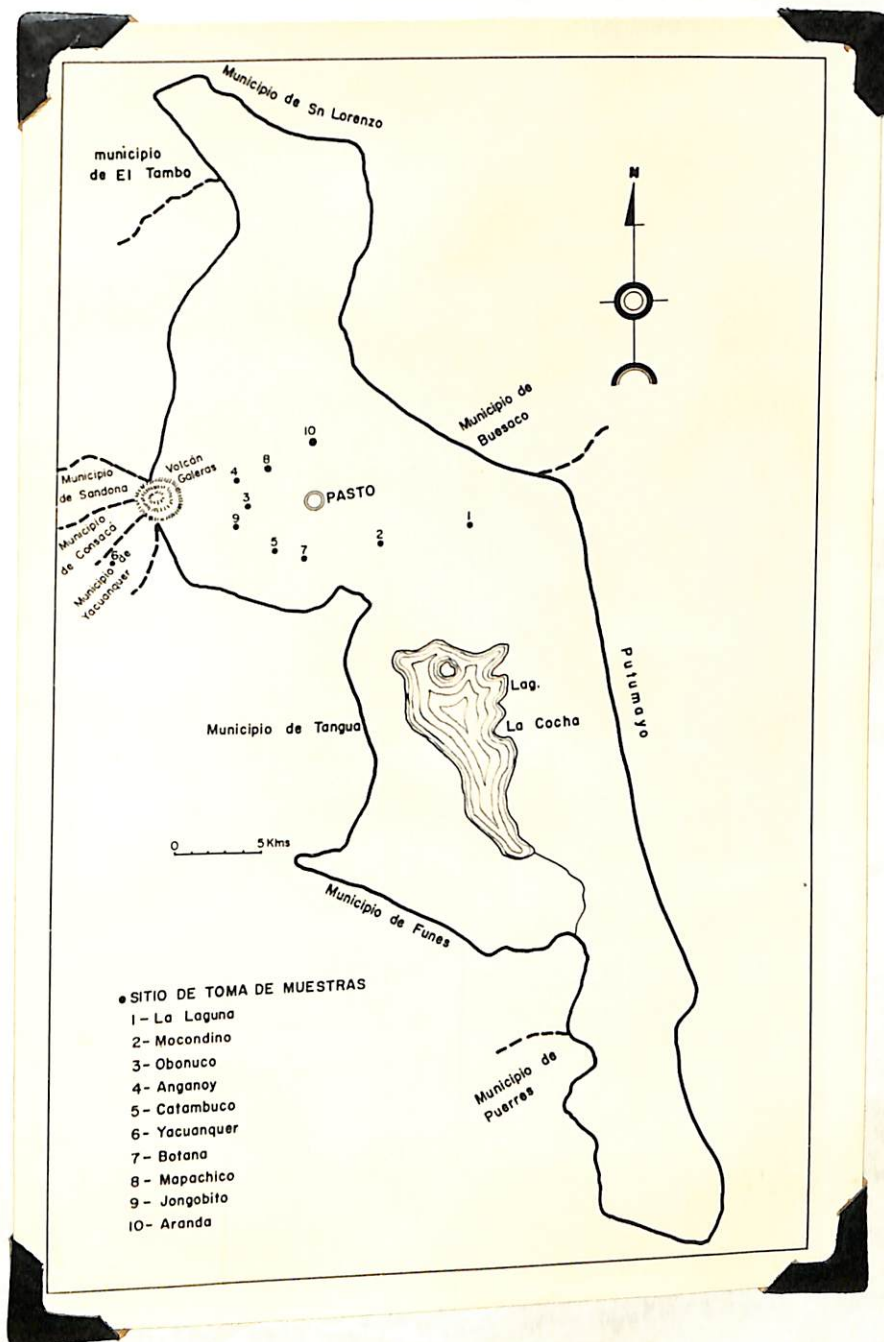 Municipio de Sn Lorenzo
municipio
de El Tambo
N
Municipio de
Buesaco
10
8
4
Volcán
Galeras
Municipio
de Sandona
3
PASTO
9
1
Municipio
de Consacá
2
5
7
6
Municipio de
Yacuanquer
Putumayo
Lag.
La Cocha
Municipio de Tangua
0 5 Kms
Municipio de Funes
SITIO DE TOMA DE MUESTRAS
1- La Laguna
2- Mocondino
3- Obonuco
4- Anganoy
5- Catambuco
6- Yacuanquer
7- Botana
8- Mapachico
9- Jongobito
10- Aranda
Municipio de
Puerres